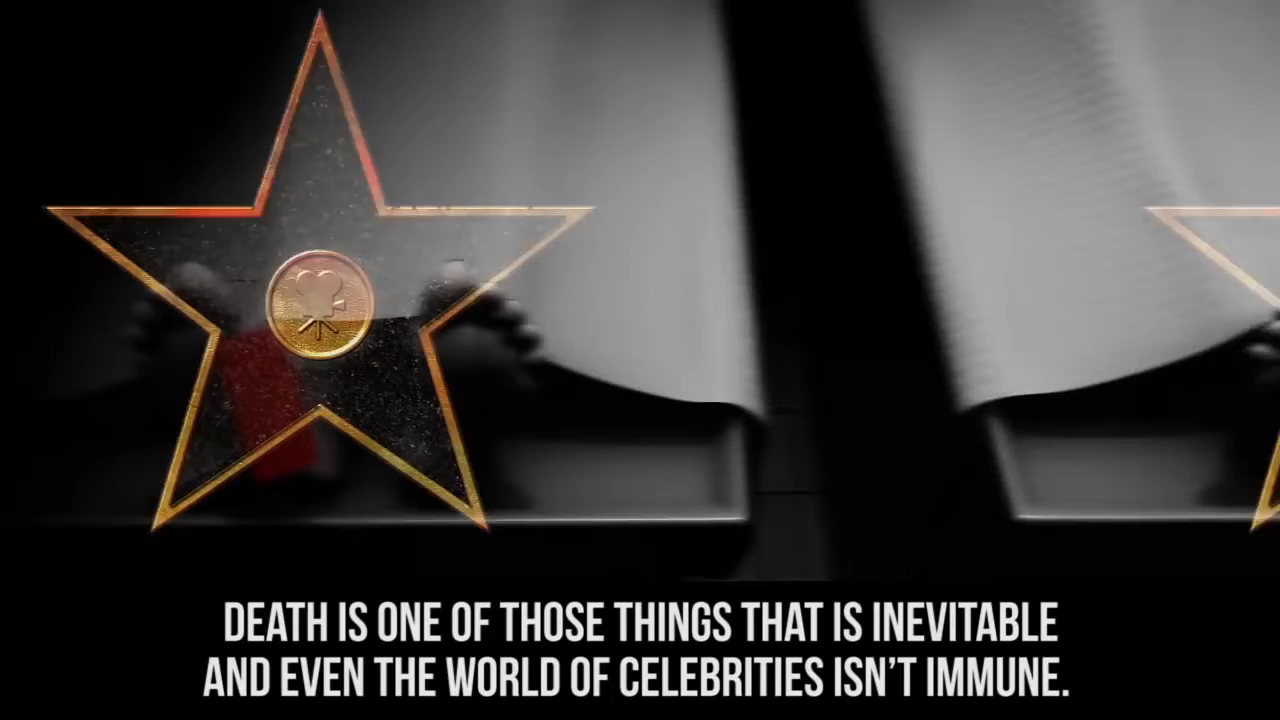 DEATH IS ONE OF THOSE THINGS THAT IS INEVITABLE
AND EVEN THE WORLD OF CELEBRITIES ISN'T IMMUNE.